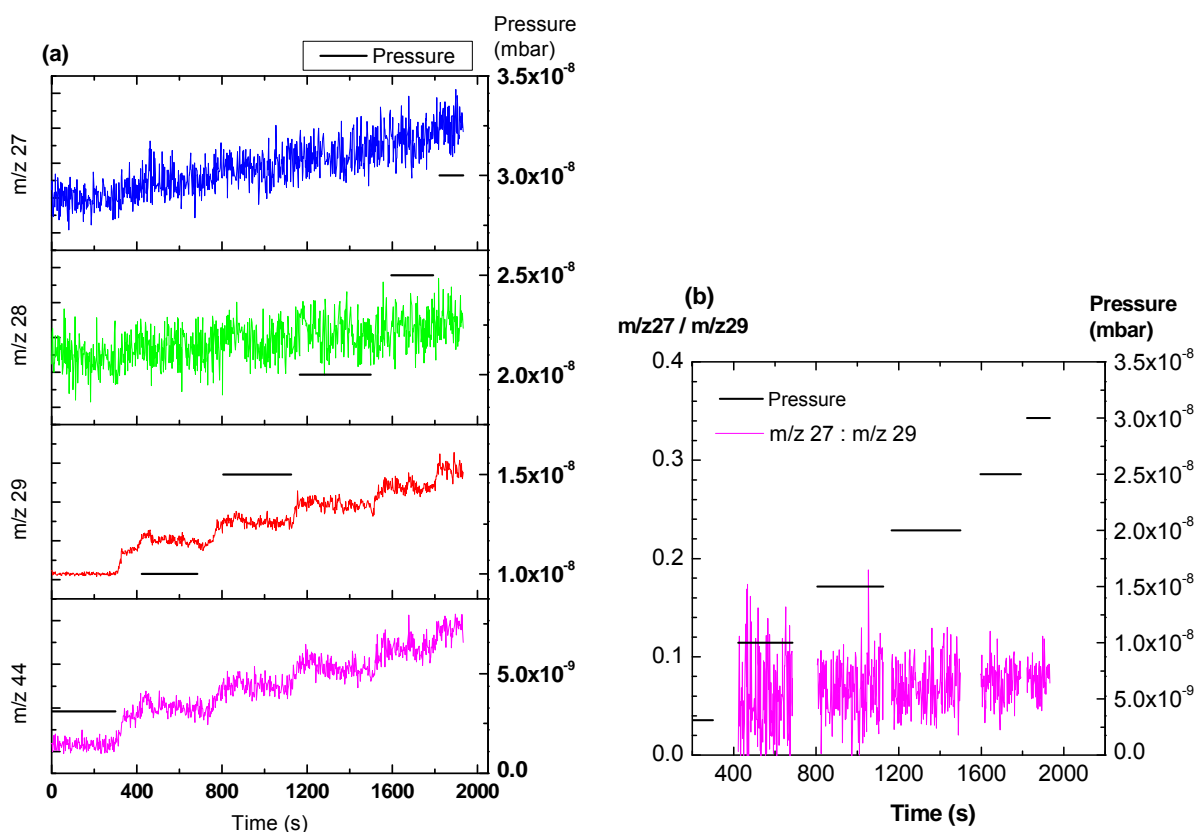 (a)
Pressure
Pressure
(mbar)
3.5x10⁻⁸
m/z 27
3.0x10⁻⁸
2.5x10⁻⁸
m/z 28
2.0x10⁻⁸
1.5x10⁻⁸
m/z 29
1.0x10⁻⁸
m/z 44
5.0x10⁻⁹
0.0
0 400 800 1200 1600 2000
Time (s)
(b)
m/z27 / m/z29
Pressure
(mbar)
0.4 3.5x10⁻⁸
Pressure
3.0x10⁻⁸
m/z 27 : m/z 29
0.3
2.5x10⁻⁸
2.0x10⁻⁸
0.2
1.5x10⁻⁸
1.0x10⁻⁸
0.1
5.0x10⁻⁹
0.0 0.0
400 800 1200 1600 2000
Time (s)